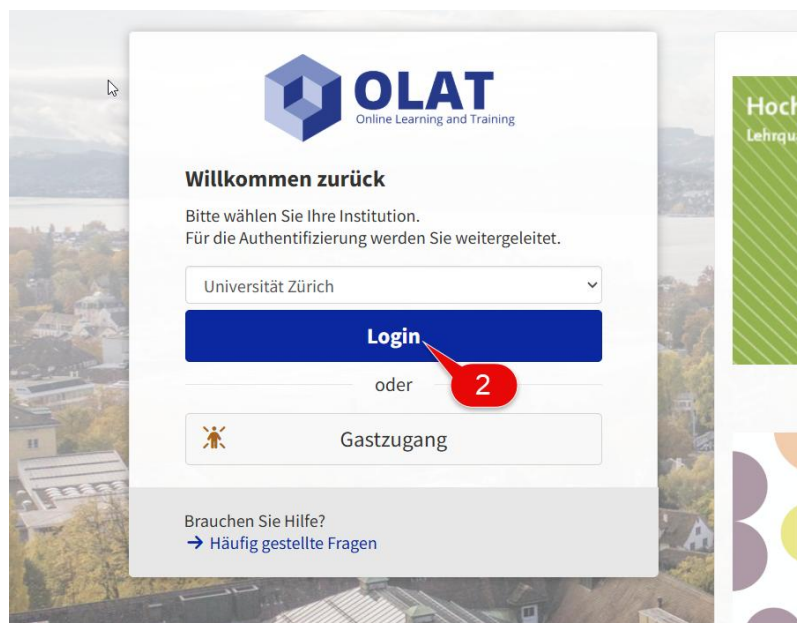 OLAT
Online Learning and Training
Willkommen zurück
Bitte wählen Sie Ihre Institution.
Für die Authentifizierung werden Sie weitergeleitet.
Universität Zürich
Login
2
oder
Gastzugang
Brauchen Sie Hilfe?
→ Häufig gestellte Fragen